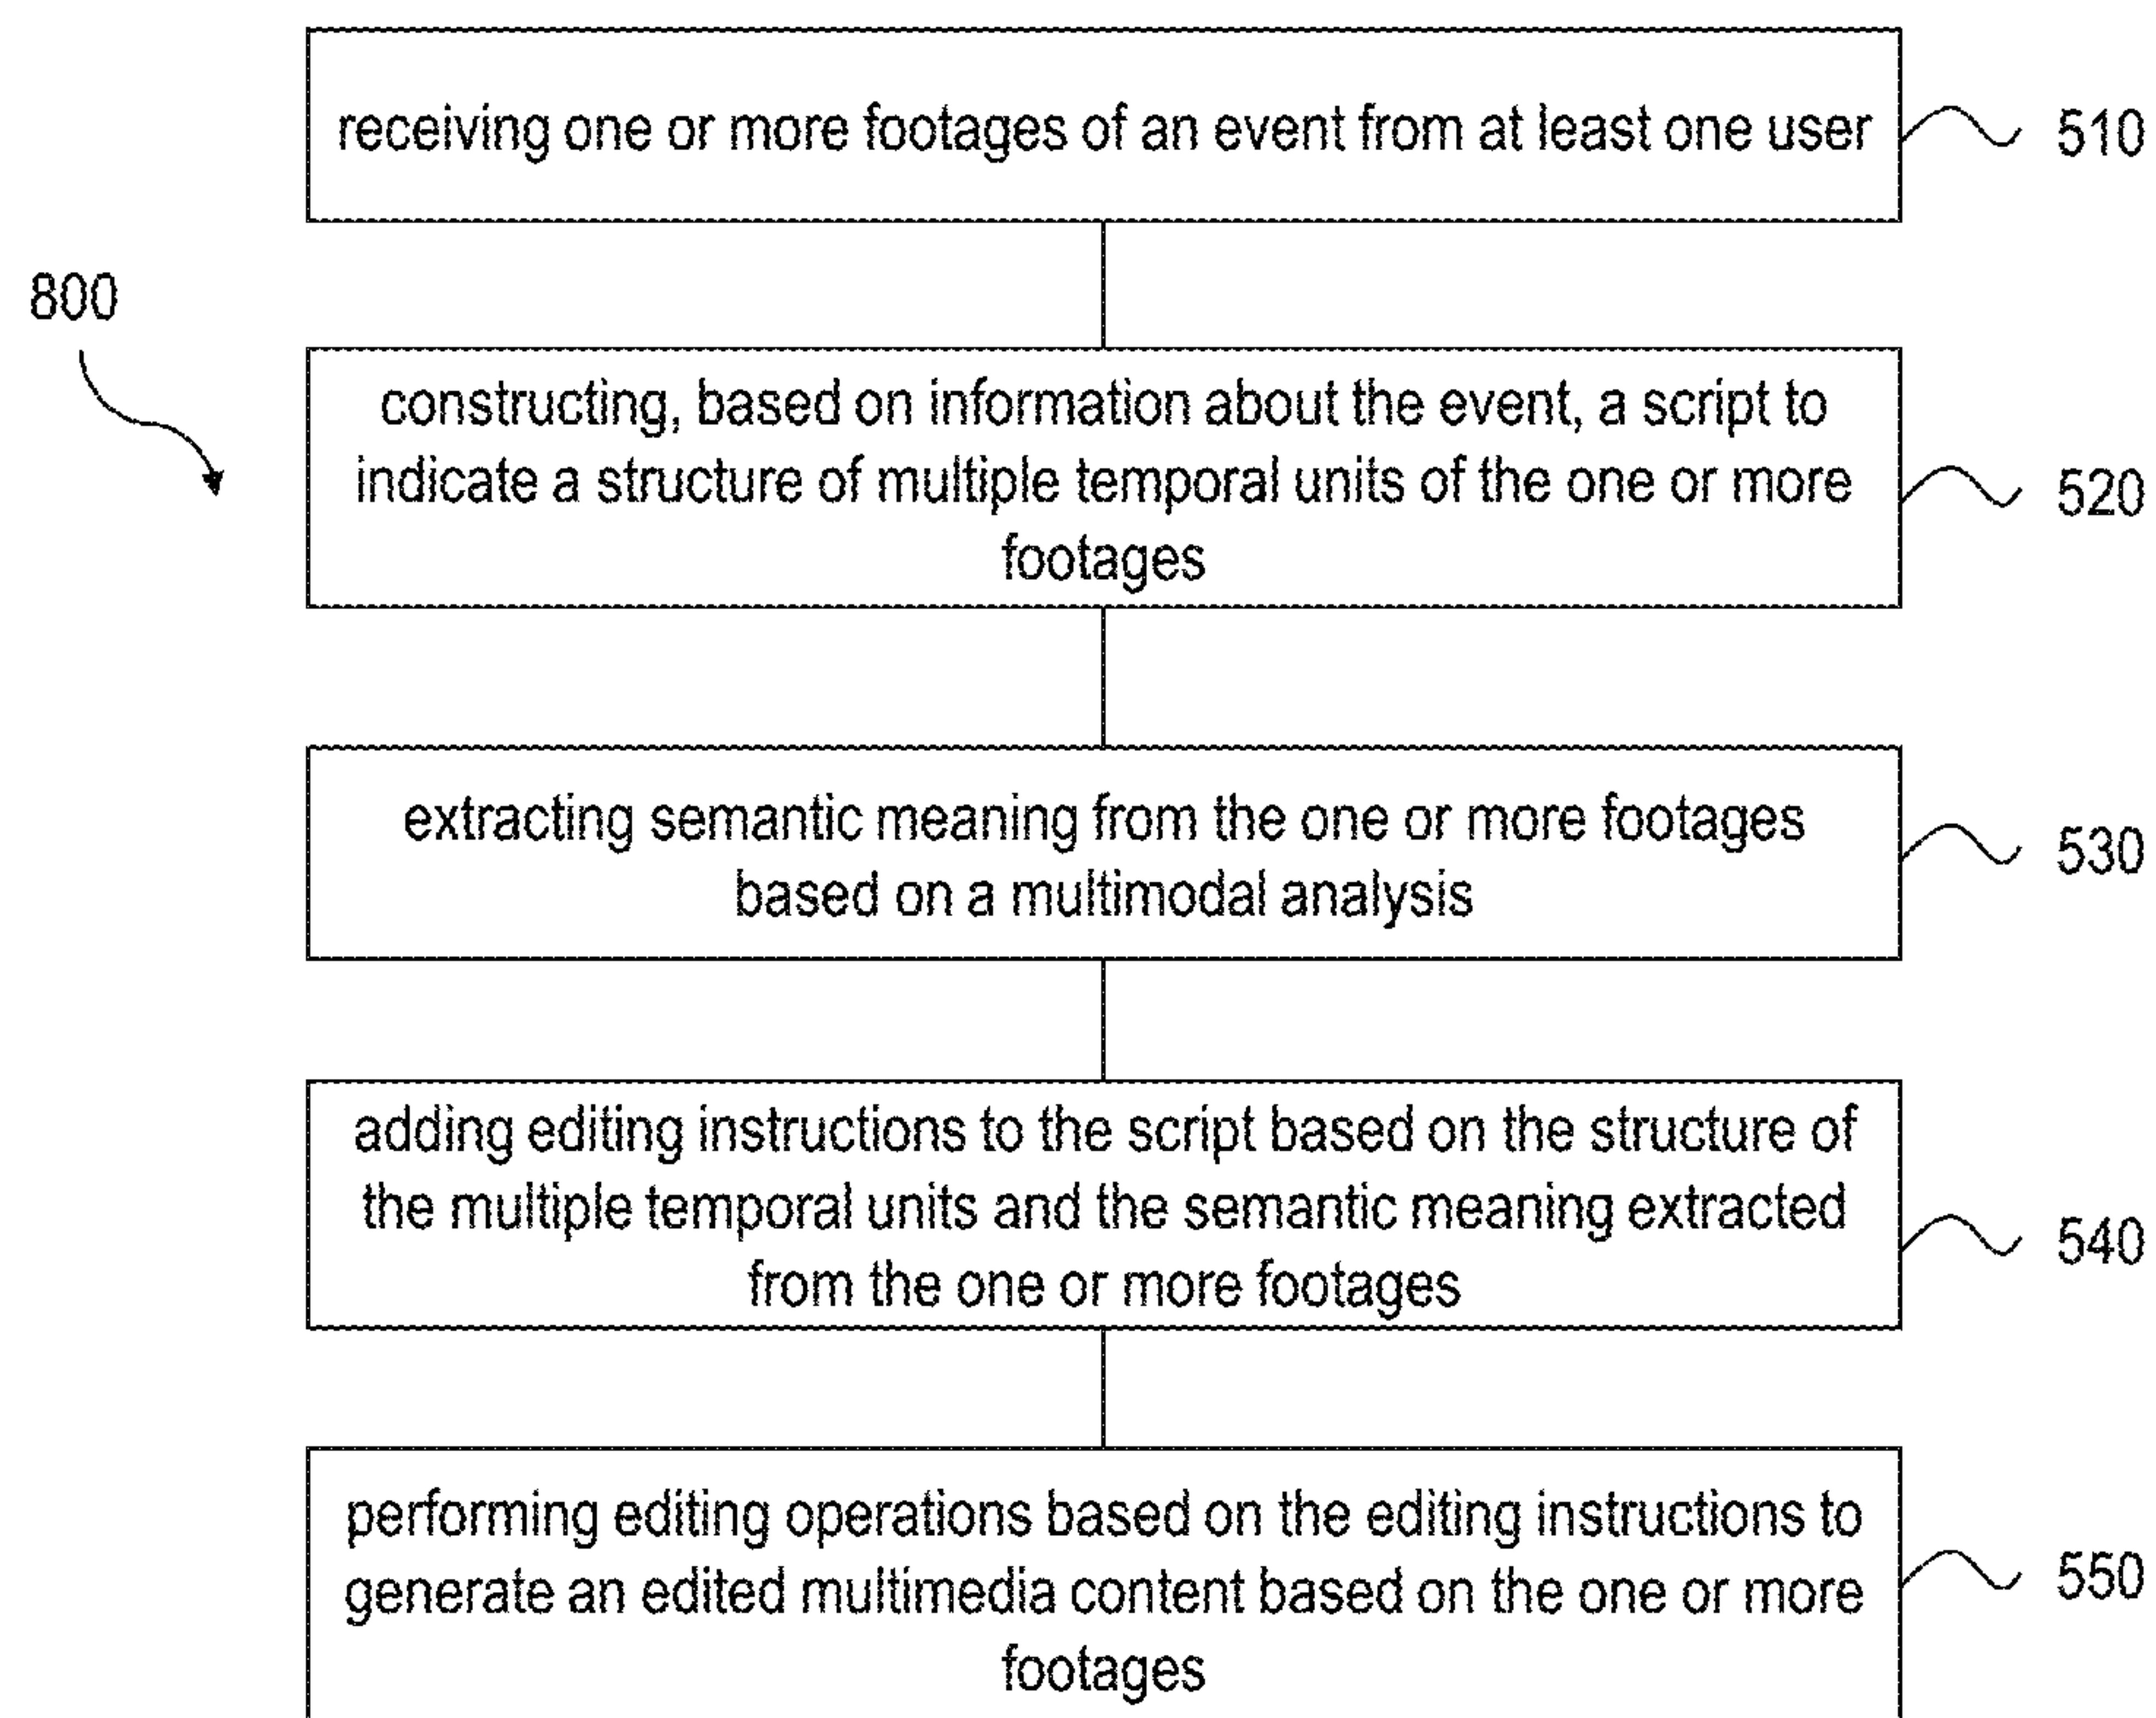 receiving one or more footages of an event from at least one user
510
800
constructing, based on information about the event, a script to
indicate a structure of multiple temporal units of the one or more
footages
520
extracting semantic meaning from the one or more footages
based on a multimodal analysis
530
adding editing instructions to the script based on the structure of
the multiple temporal units and the semantic meaning extracted
from the one or more footages
540
performing editing operations based on the editing instructions to
generate an edited multimedia content based on the one or more
footages
550